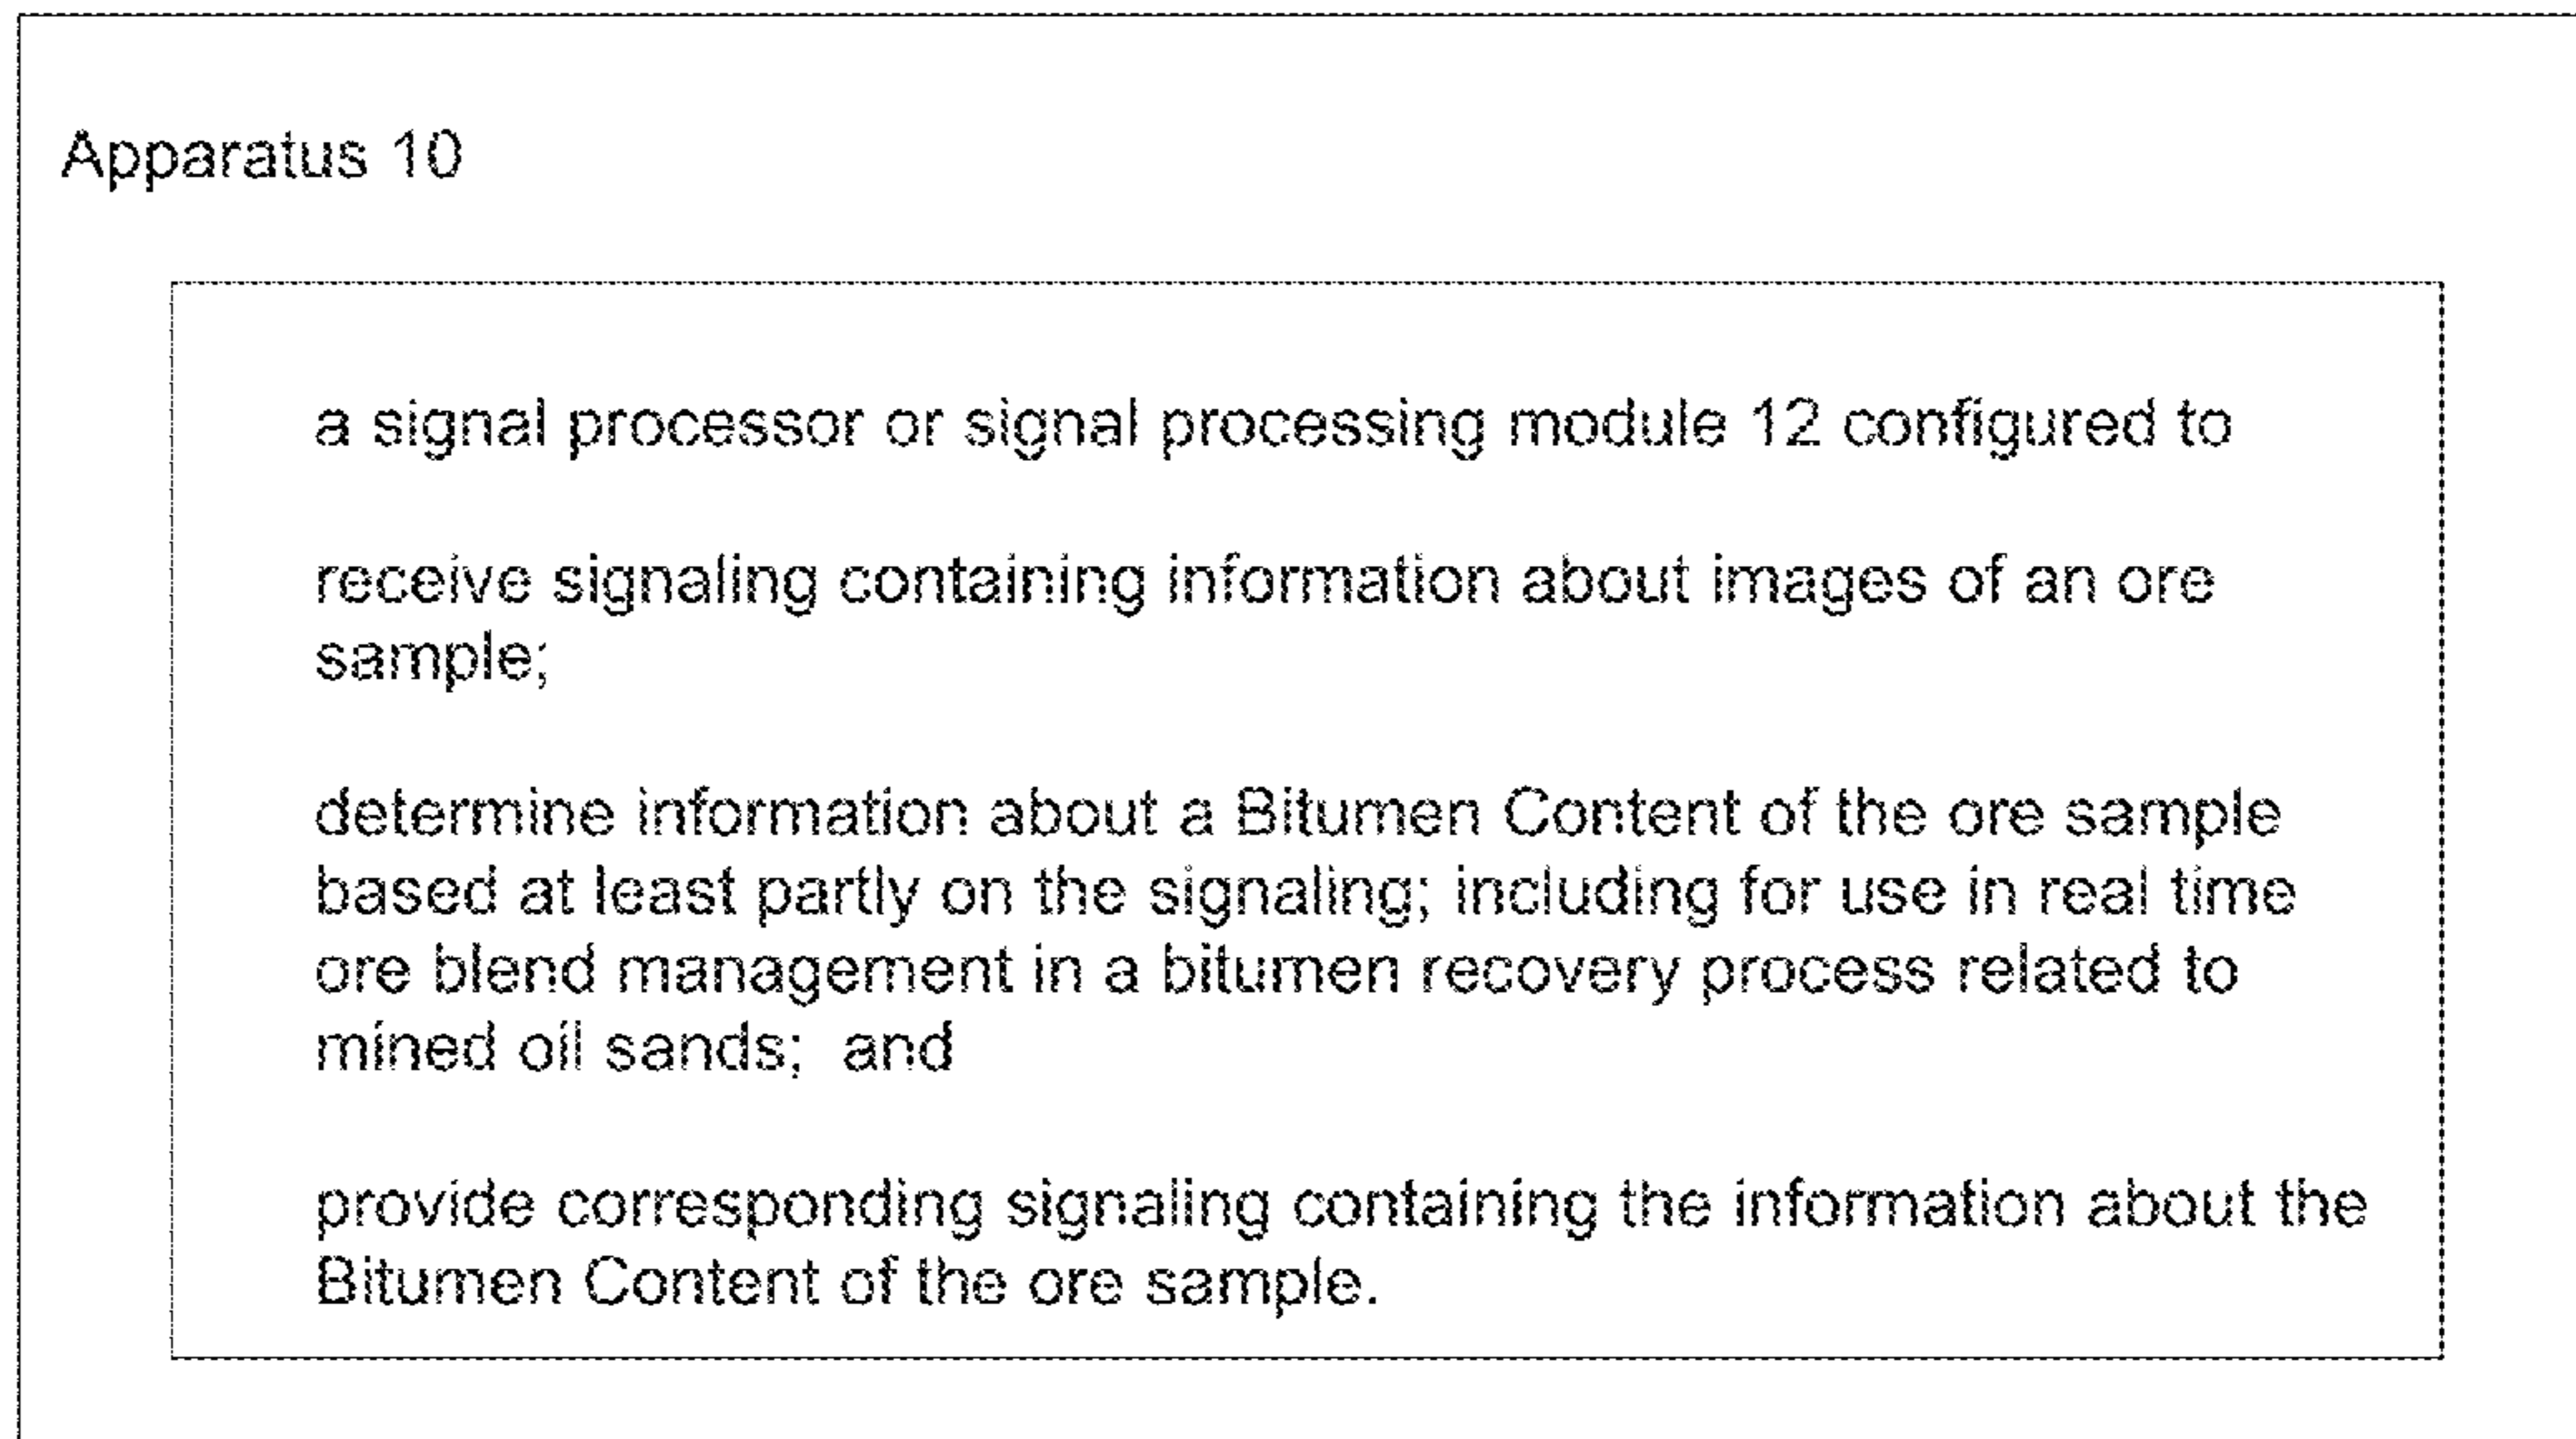 Apparatus 10
a signal processor or signal processing module 12 configured to
receive signaling containing information about images of an ore
sample;
determine information about a Bitumen Content of the ore sample
based at least partly on the signaling; including for use in real time
ore blend management in a bitumen recovery process related to
mined oil sands;  and
provide corresponding signaling containing the information about the
Bitumen Content of the ore sample.